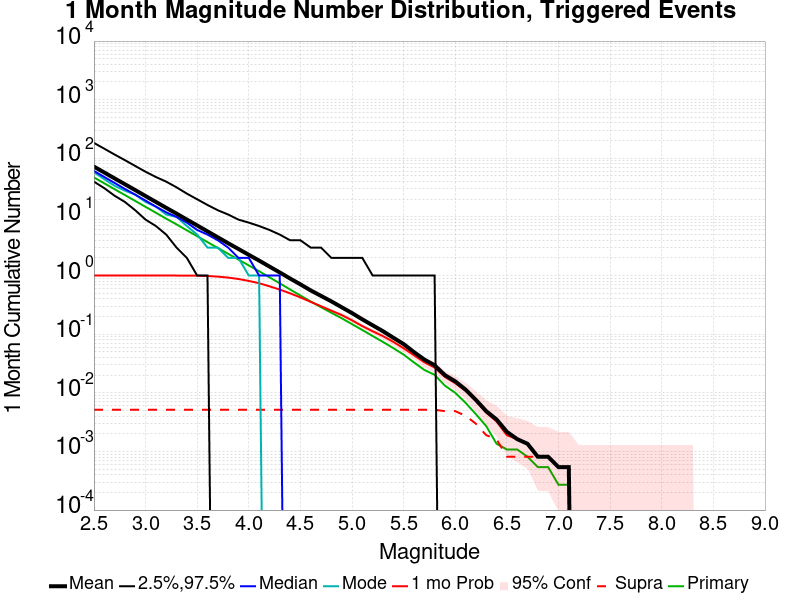 1 Month Magnitude Number Distribution, Triggered Events
1 Month Cumulative Number
10^4
10^3
10^2
10^1
10^0
10^-1
10^-2
10^-3
10^-4
2.5 3.0 3.5 4.0 4.5 5.0 5.5 6.0 6.5 7.0 7.5 8.0 8.5 9.0
Magnitude
Mean 2.5%,97.5% Median Mode 1 mo Prob 95% Conf Supra Primary